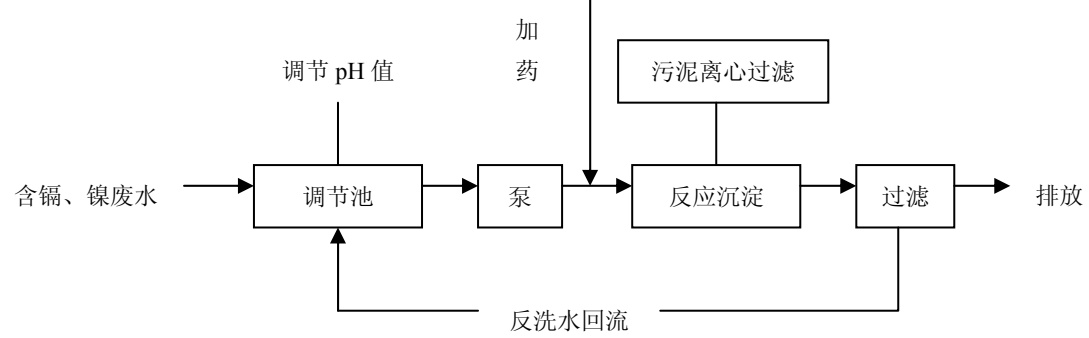 加
药
调节 pH 值
污泥离心过滤
含镉、镍废水
调节池
泵
反应沉淀
过滤
排放
反洗水回流